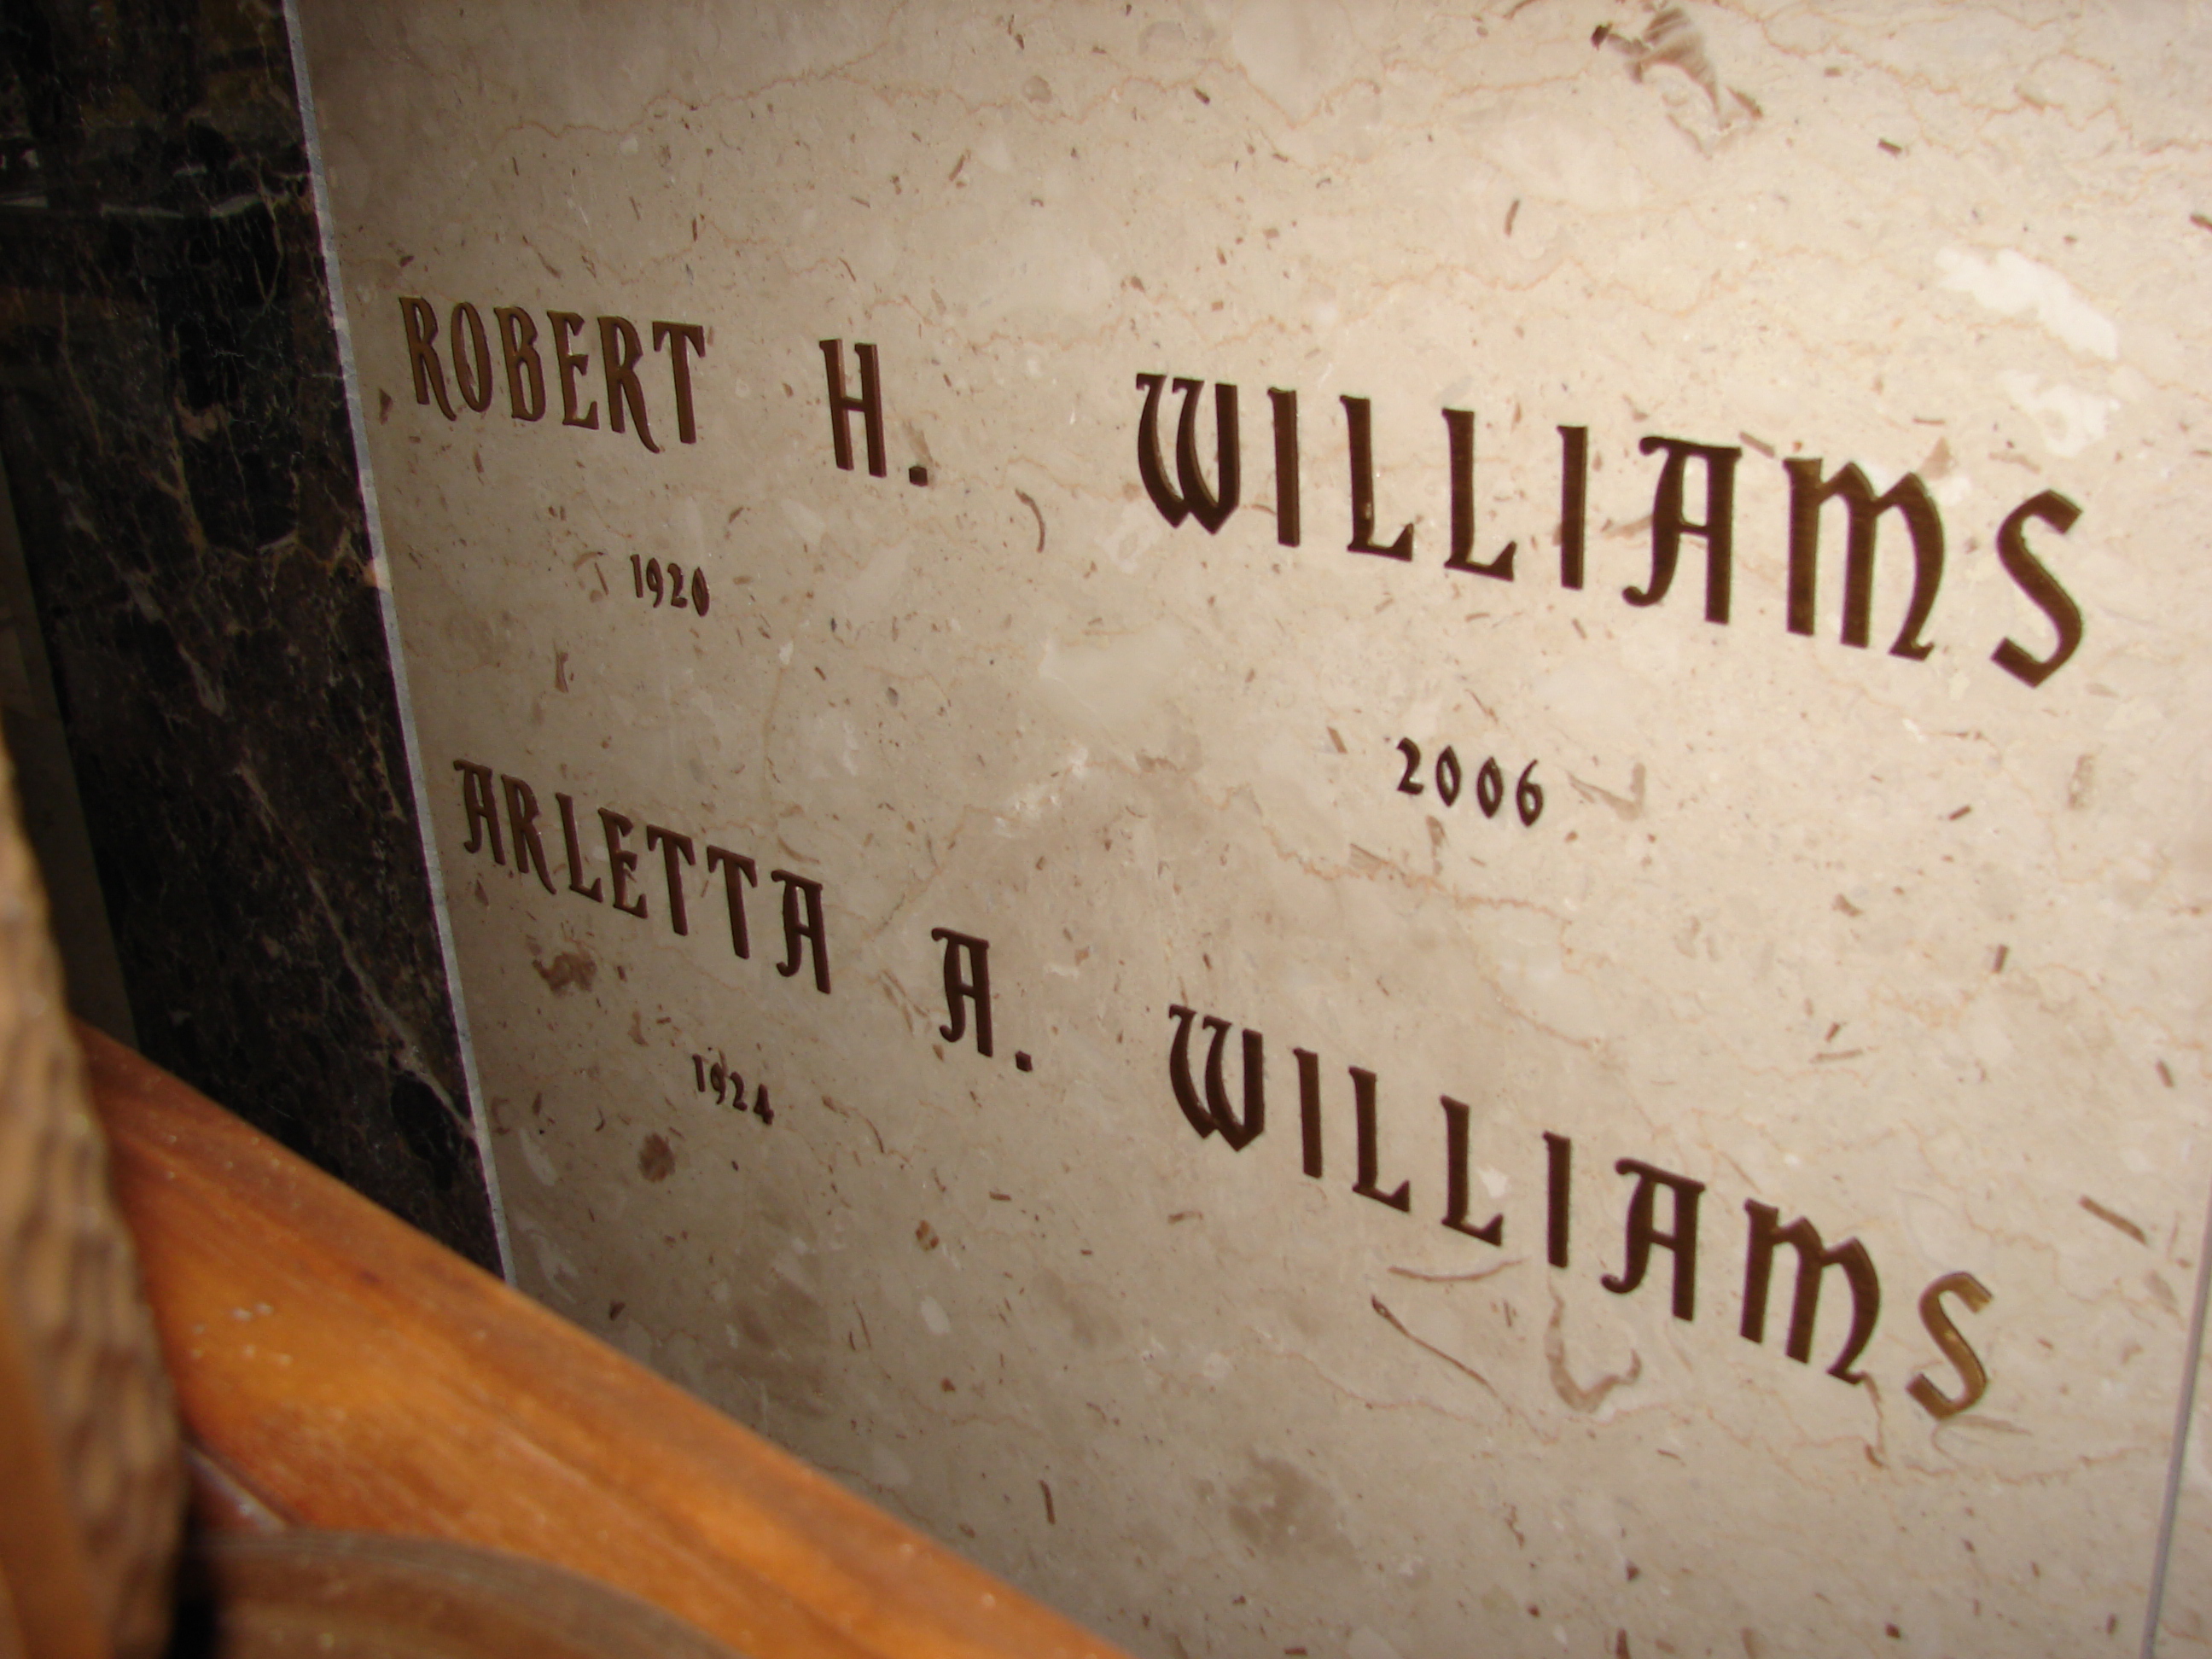 ROBERT H. WILLIAMS
1920 2006
ARLETTA A. WILLIAMS
1924